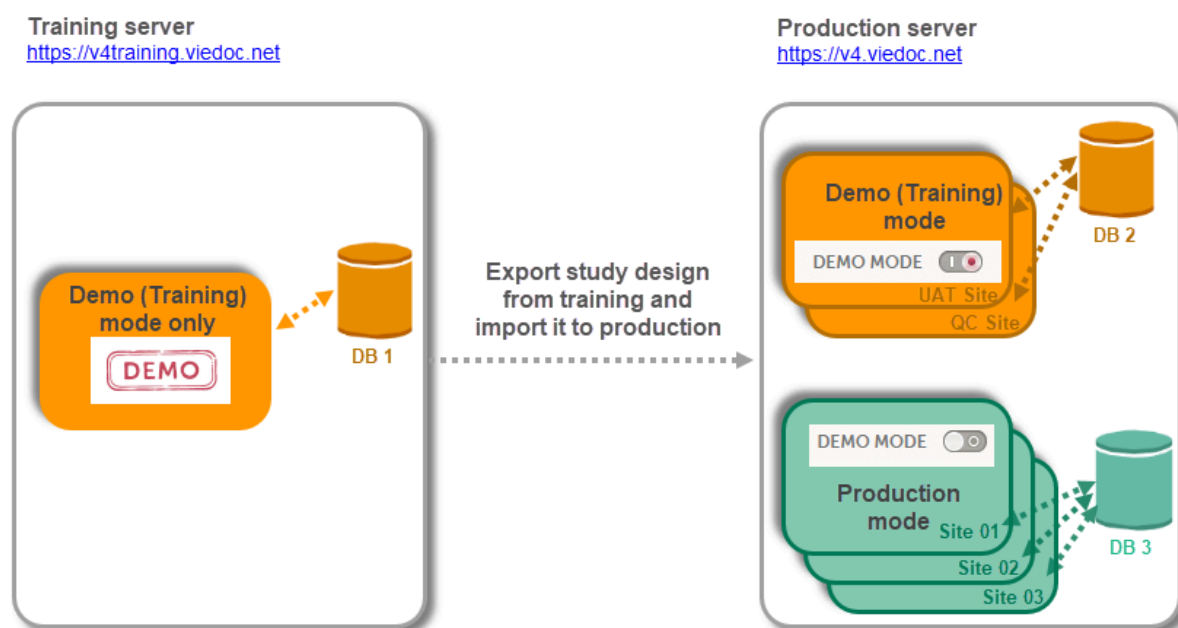 Training server
https://v4training.viedoc.net
Demo (Training)
mode only
DEMO
DB 1
Export study design
from training and
import it to production
Production server
https://v4.viedoc.net
Demo (Training)
mode
DEMO MODE
UAT Site
QC Site
DB 2
DEMO MODE
Production
mode
Site 01
Site 02
Site 03
DB 3